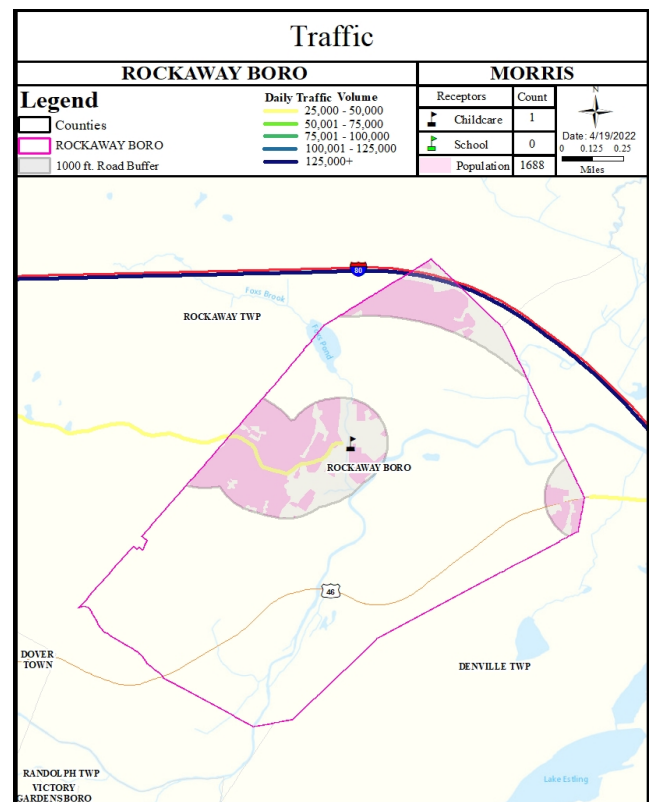 Traffic
ROCKAWAY BORO
MORRIS
Legend
Counties
ROCKAWAY BORO
1000 ft. Road Buffer
Daily Traffic Volume
25,000 - 50,000
50,001 - 75,000
75,001 - 100,000
100,001 - 125,000
125,000+
Receptors Count
Childcare 1
School 0
Population 1688
N
Date: 4/19/2022
0 0.125 0.25
Miles
80
Foxs Brook
ROCKAWAY TWP
Foxs Pond
ROCKAWAY BORO
46
DOVER
TOWN
DENVILLE TWP
RANDOLPH TWP
VICTORY
GARDENS BORO
Lake Estling